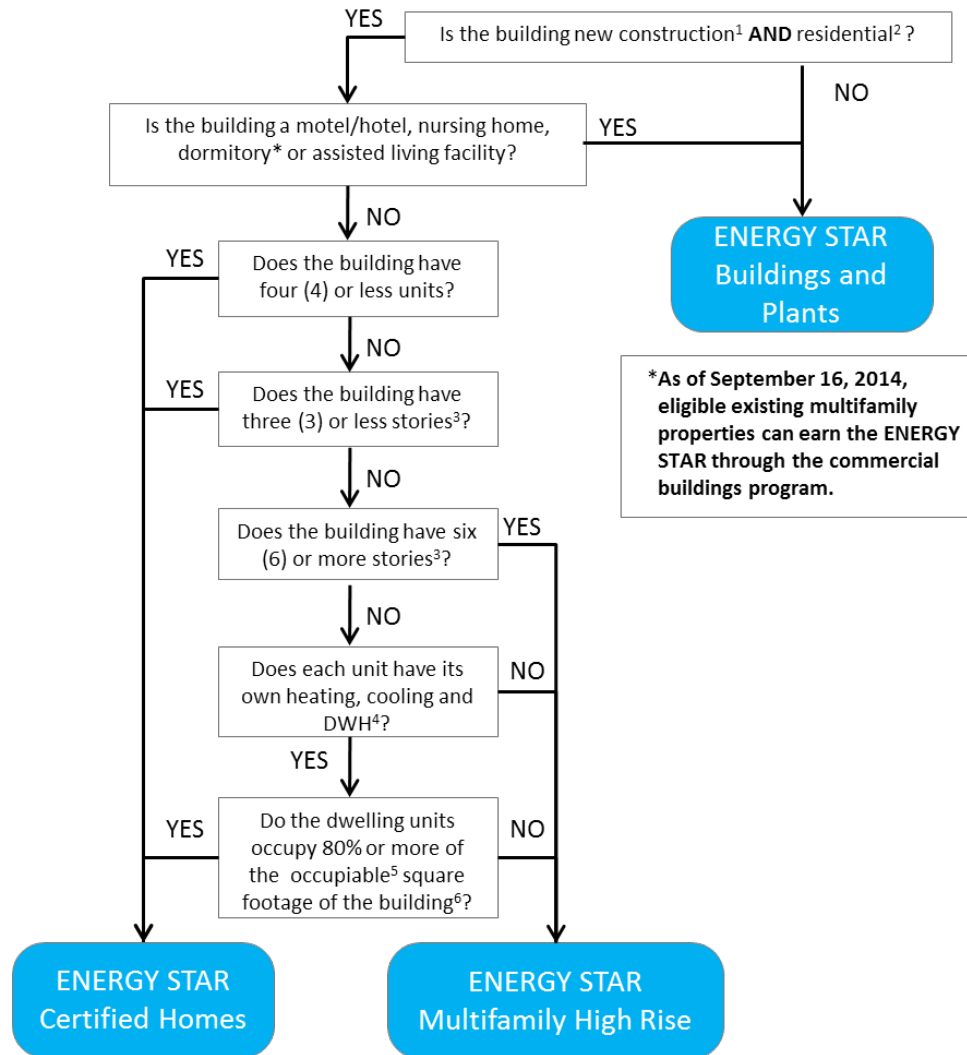 YES
Is the building new construction¹ AND residential² ?
NO
Is the building a motel/hotel, nursing home,
dormitory* or assisted living facility?
YES
NO
ENERGY STAR
Buildings and
Plants
YES
Does the building have
four (4) or less units?
NO
*As of September 16, 2014,
eligible existing multifamily
properties can earn the ENERGY
STAR through the commercial
buildings program.
YES
Does the building have
three (3) or less stories³?
NO
Does the building have six
(6) or more stories³?
YES
NO
Does each unit have its
own heating, cooling and
DWH⁴?
NO
YES
YES
Do the dwelling units
occupy 80% or more of
the occupiable⁵ square
footage of the building⁶?
NO
ENERGY STAR
Certified Homes
ENERGY STAR
Multifamily High Rise